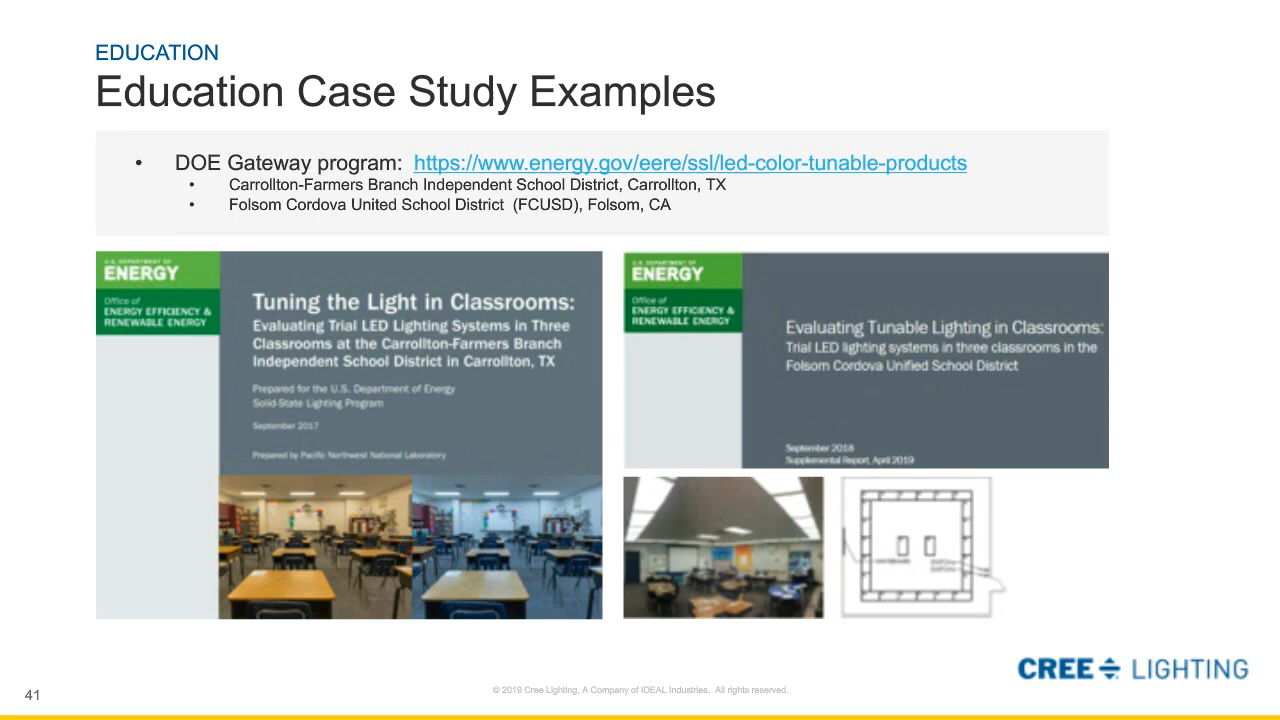 EDUCATION
Education Case Study Examples
• DOE Gateway program: https://www.energy.gov/eere/ssl/led-color-tunable-products
• Carrollton-Farmers Branch Independent School District, Carrollton, TX
• Folsom Cordova United School District (FCUSD), Folsom, CA
U.S. DEPARTMENT OF
ENERGY
Office of
ENERGY EFFICIENCY &
RENEWABLE ENERGY
Tuning the Light in Classrooms:
Evaluating Trial LED Lighting Systems in Three
Classrooms at the Carrollton-Farmers Branch
Independent School District in Carrollton, TX
Prepared for the U.S. Department of Energy
Solid-State Lighting Program
September 2017
Prepared by Pacific Northwest National Laboratory
U.S. DEPARTMENT OF
ENERGY
Office of
ENERGY EFFICIENCY &
RENEWABLE ENERGY
Evaluating Tunable Lighting in Classrooms:
Trial LED lighting systems in three classrooms in the
Folsom Cordova Unified School District
September 2018
Supplemental Report, April 2019
CREE LIGHTING
41
© 2019 Cree Lighting, A Company of IDEAL Industries. All rights reserved.